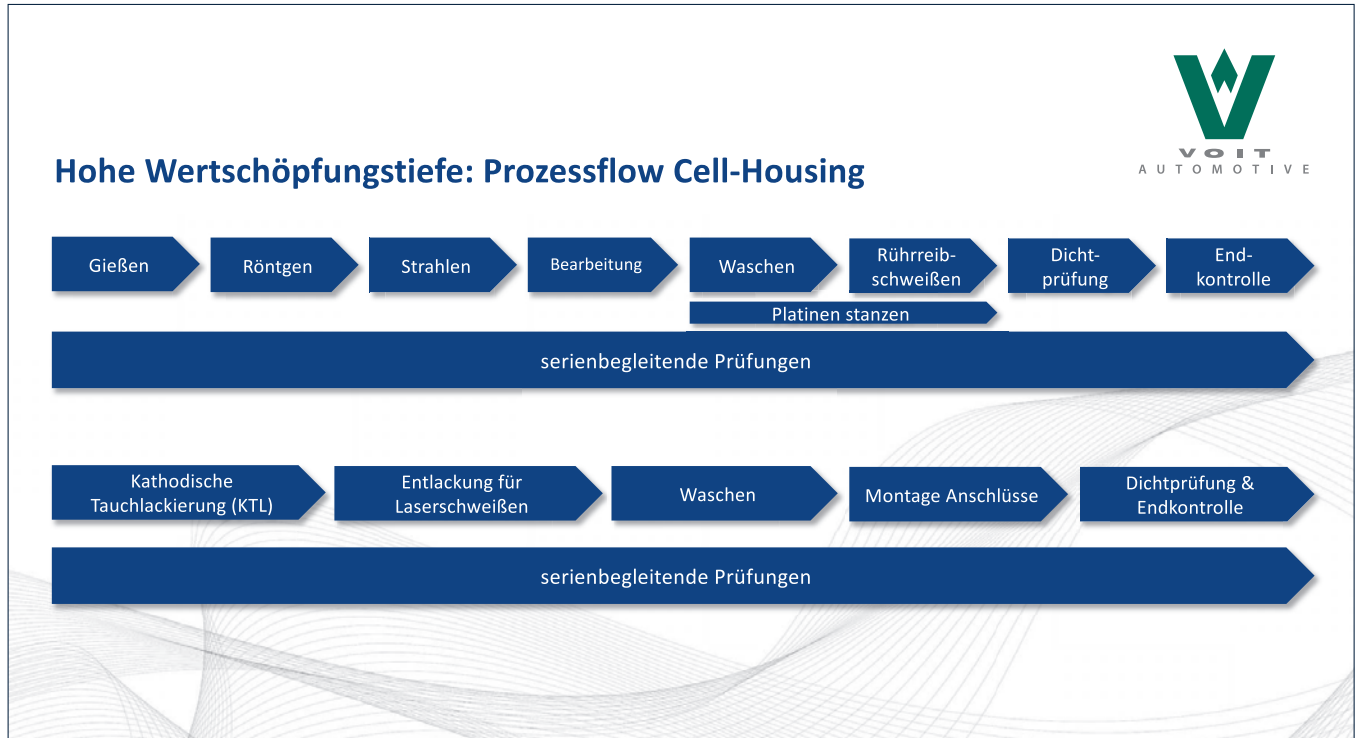 VOIT
AUTOMOTIVE
Hohe Wertschöpfungstiefe: Prozessflow Cell-Housing
Gießen
Röntgen
Strahlen
Bearbeitung
Waschen
Rührreib-
schweißen
Dicht-
prüfung
End-
kontrolle
Platinen stanzen
serienbegleitende Prüfungen
Kathodische
Tauchlackierung (KTL)
Entlackung für
Laserschweißen
Waschen
Montage Anschlüsse
Dichtprüfung &
Endkontrolle
serienbegleitende Prüfungen